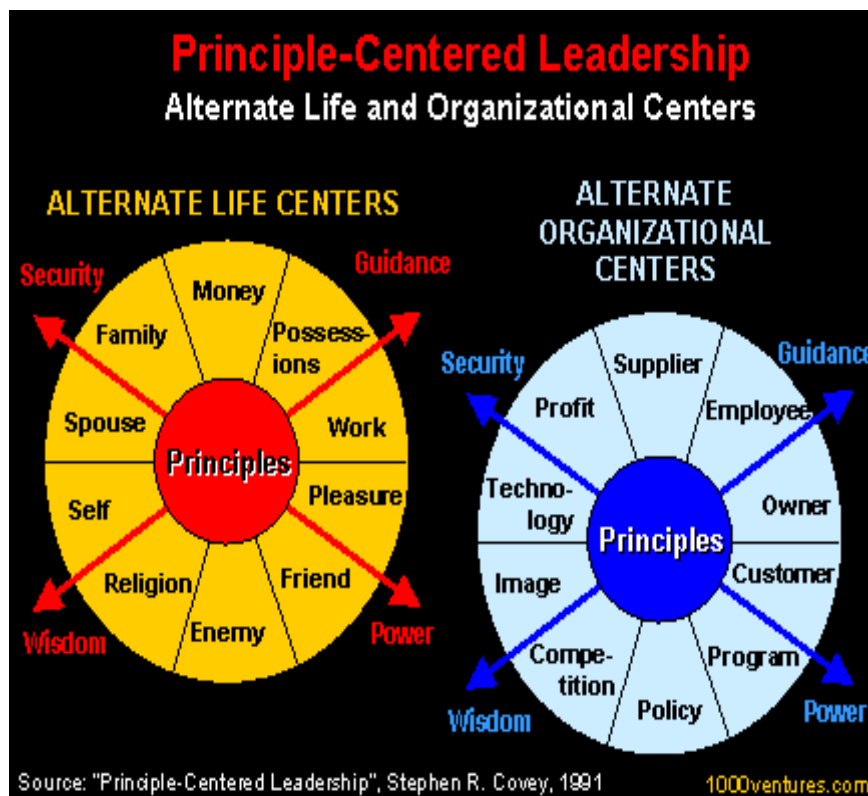 Principle-Centered Leadership
Alternate Life and Organizational Centers
ALTERNATE LIFE CENTERS
Security
Guidance
Money
Family
Possess-
ions
Spouse
Work
Principles
Self
Pleasure
Religion
Friend
Enemy
Wisdom
Power
ALTERNATE
ORGANIZATIONAL
CENTERS
Security
Guidance
Supplier
Profit
Employee
Techno-
logy
Owner
Principles
Image
Customer
Compe-
tition
Program
Policy
Wisdom
Power
Source: "Principle-Centered Leadership", Stephen R. Covey, 1991
1000ventures.com